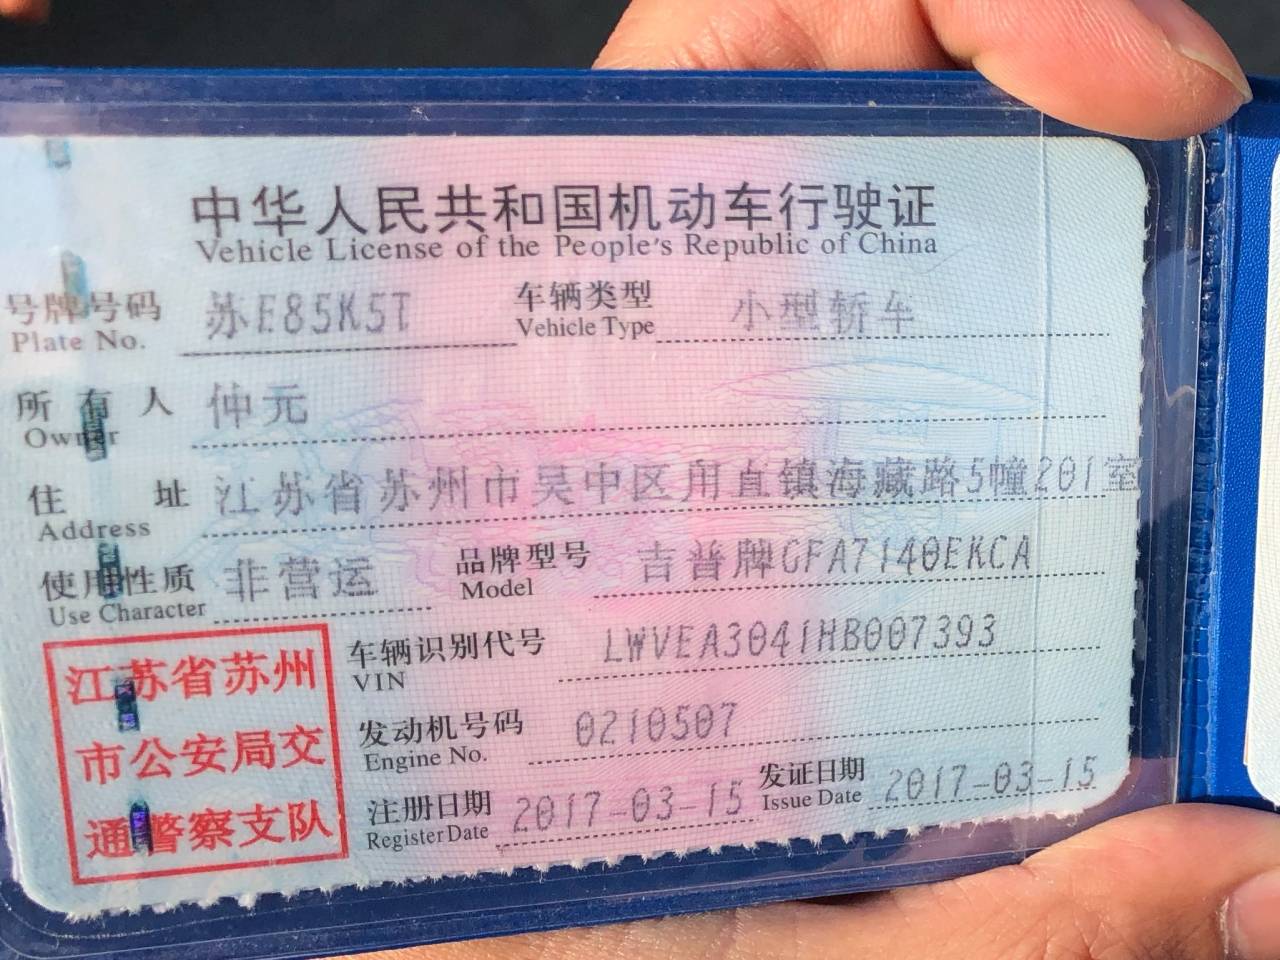 中华人民共和国机动车行驶证
Vehicle License of the People's Republic of China
号牌号码 苏E85K5T 车辆类型 小型轿车
Plate No. Vehicle Type
所有人 仲元
Owner
住址 江苏省苏州市吴中区甪直镇海藏路5幢201室
Address
使用性质 非营运 品牌型号 吉普牌GFA7140EKCA
Use Character Model
车辆识别代号 LWVEA3041HB007393
VIN
发动机号码 0210507
Engine No.
注册日期 2017-03-15 发证日期 2017-03-15
Register Date Issue Date
江苏省苏州
市公安局交
通警察支队